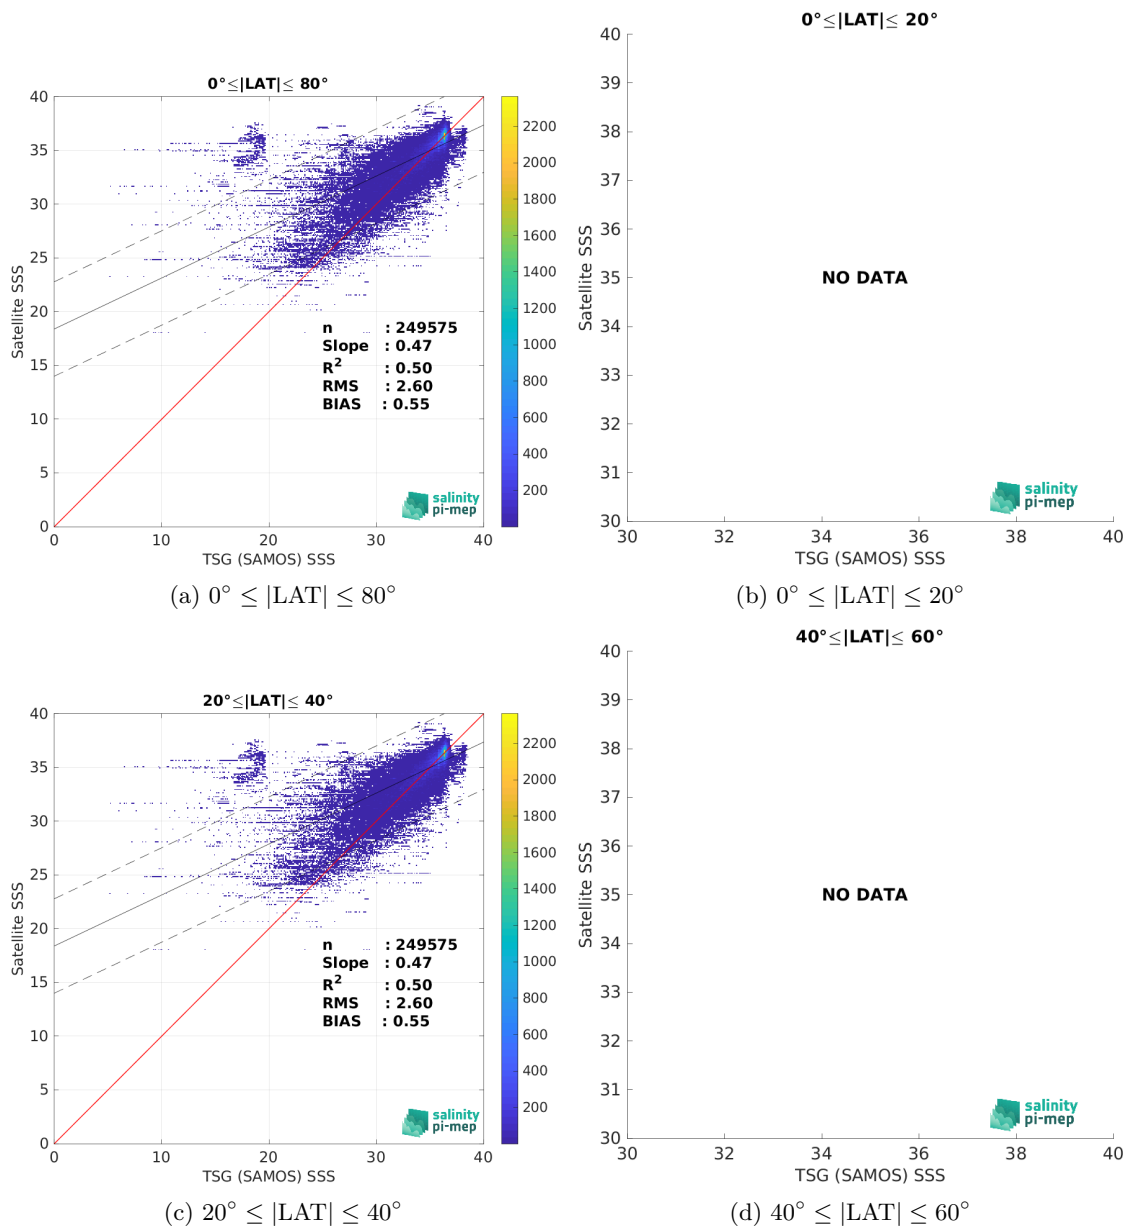 0°≤|LAT|≤ 80°
40
35
30
25
20
15
10
5
0
0
10
20
30
40
Satellite SSS
TSG (SAMOS) SSS
n : 249575
Slope : 0.47
R² : 0.50
RMS : 2.60
BIAS : 0.55
salinity
pi-mep
2200
2000
1800
1600
1400
1200
1000
800
600
400
200
(a) 0° ≤ |LAT| ≤ 80°
0°≤|LAT|≤ 20°
40
39
38
37
36
35
34
33
32
31
30
30
32
34
36
38
40
Satellite SSS
NO DATA
salinity
pi-mep
TSG (SAMOS) SSS
(b) 0° ≤ |LAT| ≤ 20°
20°≤|LAT|≤ 40°
40
35
30
25
20
15
10
5
0
0
10
20
30
40
Satellite SSS
TSG (SAMOS) SSS
n : 249575
Slope : 0.47
R² : 0.50
RMS : 2.60
BIAS : 0.55
salinity
pi-mep
2200
2000
1800
1600
1400
1200
1000
800
600
400
200
(c) 20° ≤ |LAT| ≤ 40°
40°≤|LAT|≤ 60°
40
39
38
37
36
35
34
33
32
31
30
30
32
34
36
38
40
Satellite SSS
NO DATA
salinity
pi-mep
TSG (SAMOS) SSS
(d) 40° ≤ |LAT| ≤ 60°